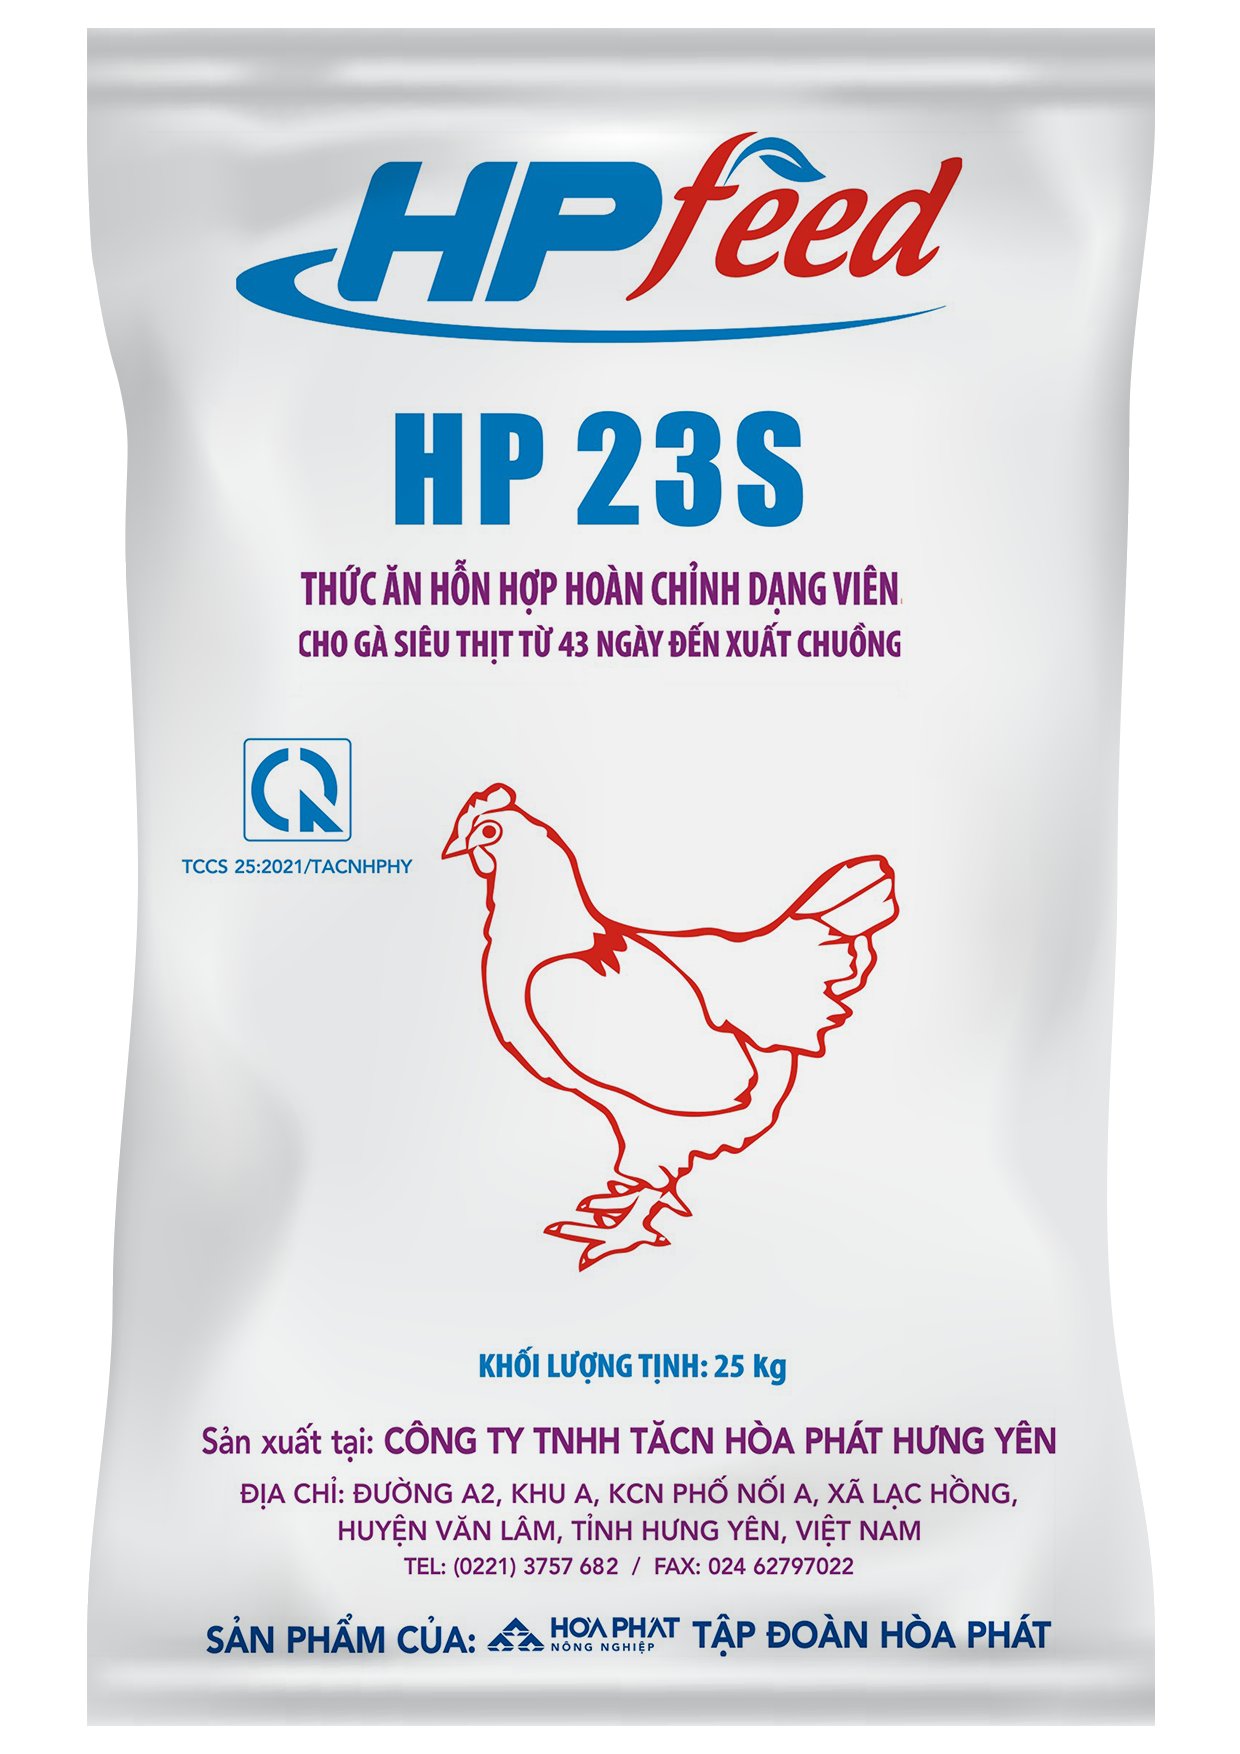 HPfeed
HP 23S
THỨC ĂN HỖN HỢP HOÀN CHỈNH DẠNG VIÊN
CHO GÀ SIÊU THỊT TỪ 43 NGÀY ĐẾN XUẤT CHUỒNG
TCCS 25:2021/TACNHPHY
KHỐI LƯỢNG TỊNH: 25 kg
Sản xuất tại: CÔNG TY TNHH TĂCN HÒA PHÁT HƯNG YÊN
ĐỊA CHỈ: ĐƯỜNG A2, KHU A, KCN PHỐ NỐI A, XÃ LẠC HỒNG,
HUYỆN VĂN LÂM, TỈNH HƯNG YÊN, VIỆT NAM
TEL: (0221) 3757 682 / FAX: 024 62797022
SẢN PHẨM CỦA: HÒA PHÁT NÔNG NGHIỆP TẬP ĐOÀN HÒA PHÁT